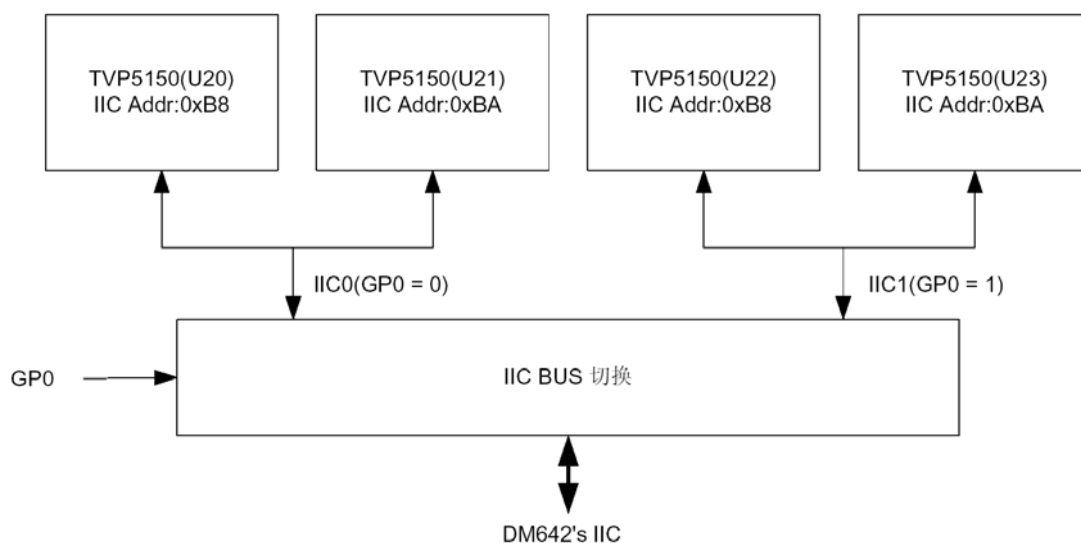 TVP5150(U20)
IIC Addr:0xB8
TVP5150(U21)
IIC Addr:0xBA
TVP5150(U22)
IIC Addr:0xB8
TVP5150(U23)
IIC Addr:0xBA
IIC0(GP0 = 0)
IIC1(GP0 = 1)
GP0
IIC BUS 切换
DM642's IIC